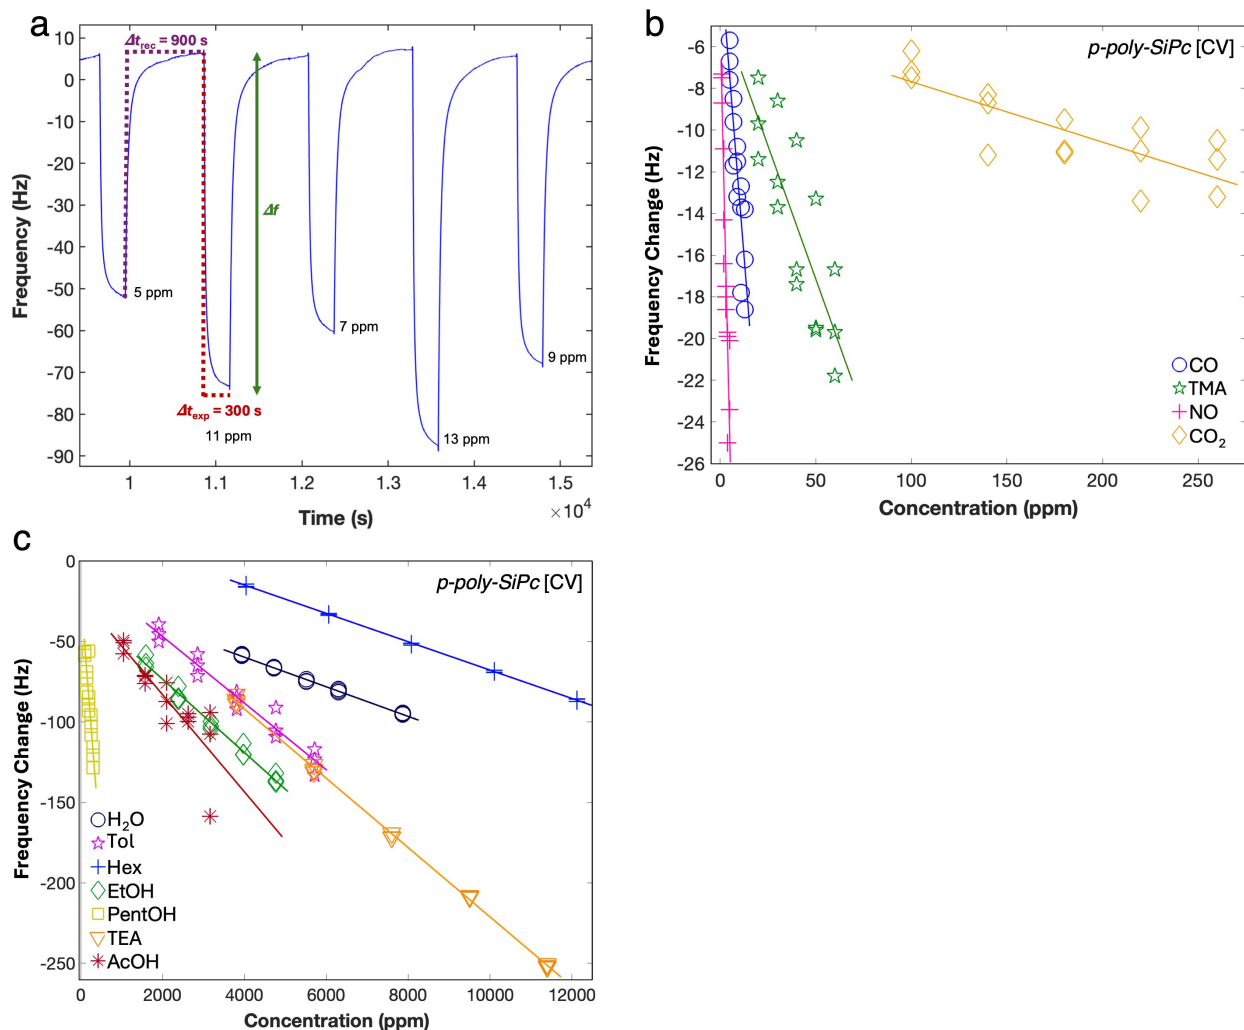 a
10
0
-10
-20
-30
-40
-50
-60
-70
-80
-90
Frequency (Hz)
Δt_rec = 900 s
Δf
5 ppm
7 ppm
9 ppm
Δt_exp = 300 s
11 ppm
13 ppm
1 1.1 1.2 1.3 1.4 1.5
×10⁴
Time (s)
b
p-poly-SiPc [CV]
-6
-8
-10
-12
-14
-16
-18
-20
-22
-24
-26
Frequency Change (Hz)
CO
TMA
NO
CO₂
0 50 100 150 200 250
Concentration (ppm)
c
p-poly-SiPc [CV]
0
-50
-100
-150
-200
-250
Frequency Change (Hz)
H₂O
Tol
Hex
EtOH
PentOH
TEA
AcOH
0 2000 4000 6000 8000 10000 12000
Concentration (ppm)